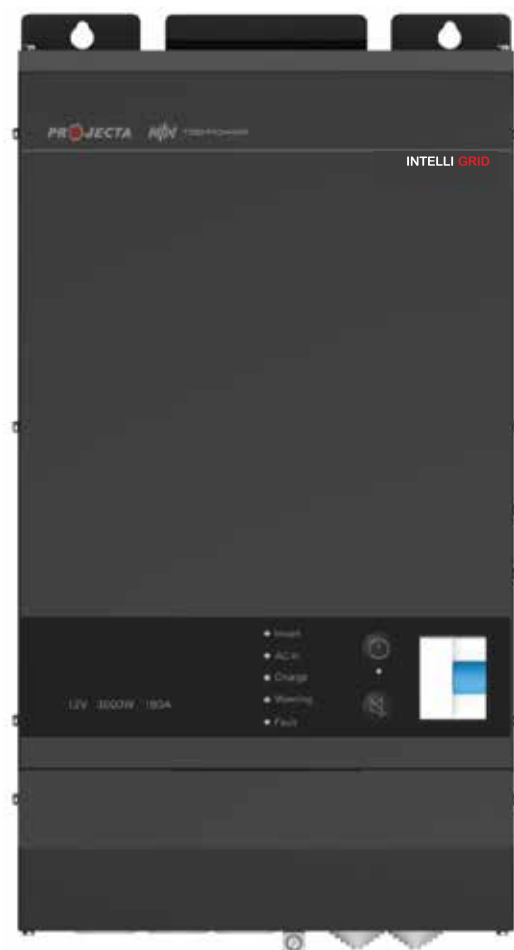 PROJECTA
INTELLI GRID
Invert
AC In
Charge
Warning
Fault
12V 3000W 180A